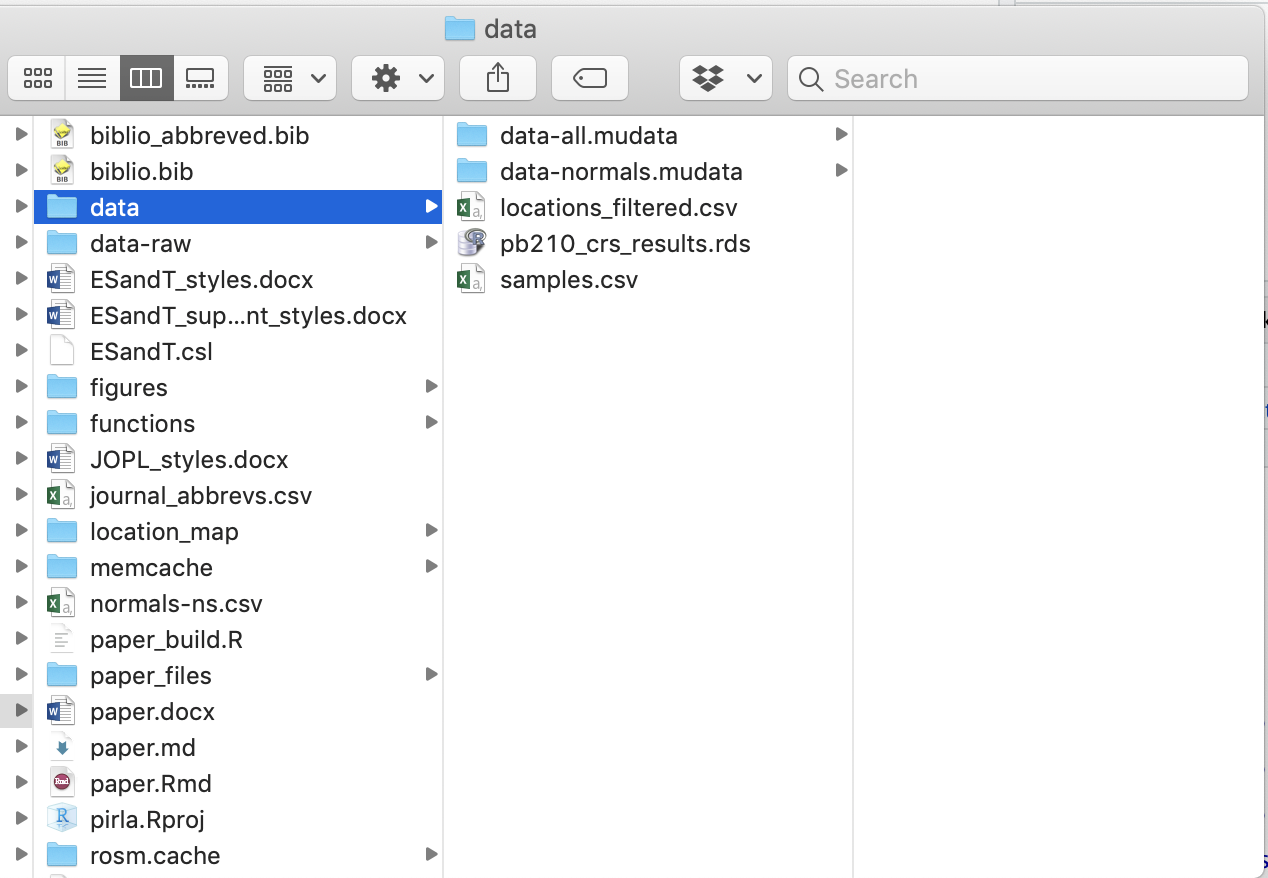 data
Search
biblio_abbreved.bib
biblio.bib
data
data-raw
ESandT_styles.docx
ESandT_sup...nt_styles.docx
ESandT.csl
figures
functions
JOPL_styles.docx
journal_abbrevs.csv
location_map
memcache
normals-ns.csv
paper_build.R
paper_files
paper.docx
paper.md
paper.Rmd
pirla.Rproj
rosm.cache
data-all.mudata
data-normals.mudata
locations_filtered.csv
pb210_crs_results.rds
samples.csv